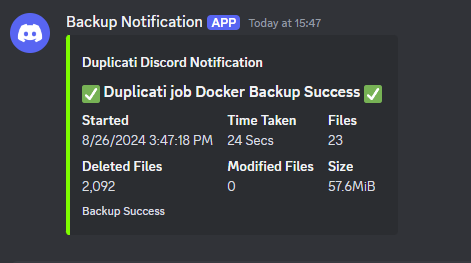 Backup Notification APP Today at 15:47
Duplicati Discord Notification
✅ Duplicati job Docker Backup Success ✅
Started Time Taken Files
8/26/2024 3:47:18 PM 24 Secs 23
Deleted Files Modified Files Size
2,092 0 57.6MiB
Backup Success